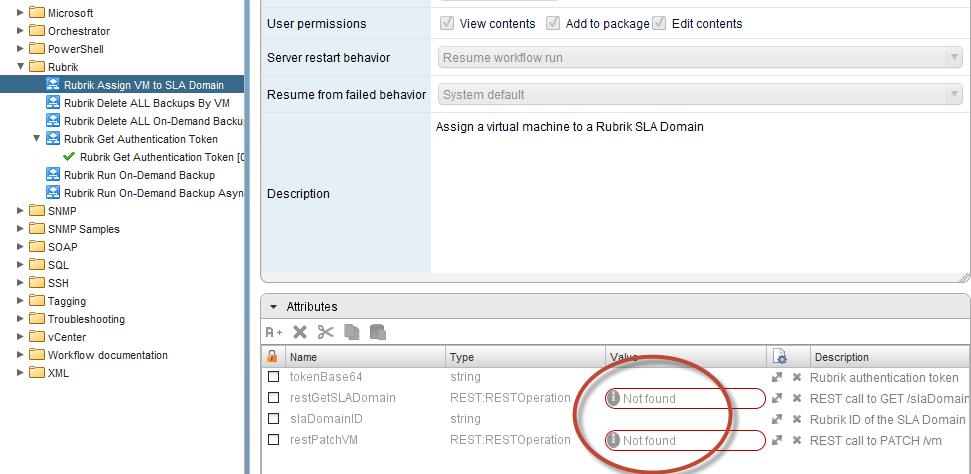 Microsoft
Orchestrator
PowerShell
Rubrik
Rubrik Assign VM to SLA Domain
Rubrik Delete ALL Backups By VM
Rubrik Delete ALL On-Demand Backu
Rubrik Get Authentication Token
Rubrik Get Authentication Token [0
Rubrik Run On-Demand Backup
Rubrik Run On-Demand Backup Asyn
SNMP
SNMP Samples
SOAP
SQL
SSH
Tagging
Troubleshooting
vCenter
Workflow documentation
XML
User permissions View contents Add to package Edit contents
Server restart behavior Resume workflow run
Resume from failed behavior System default
Description Assign a virtual machine to a Rubrik SLA Domain
Attributes
A+
Name Type Value Description
tokenBase64 string Rubrik authentication token
restGetSLADomain REST:RESTOperation Not found REST call to GET /slaDomain
slaDomainID string Rubrik ID of the SLA Domain
restPatchVM REST:RESTOperation Not found REST call to PATCH /vm